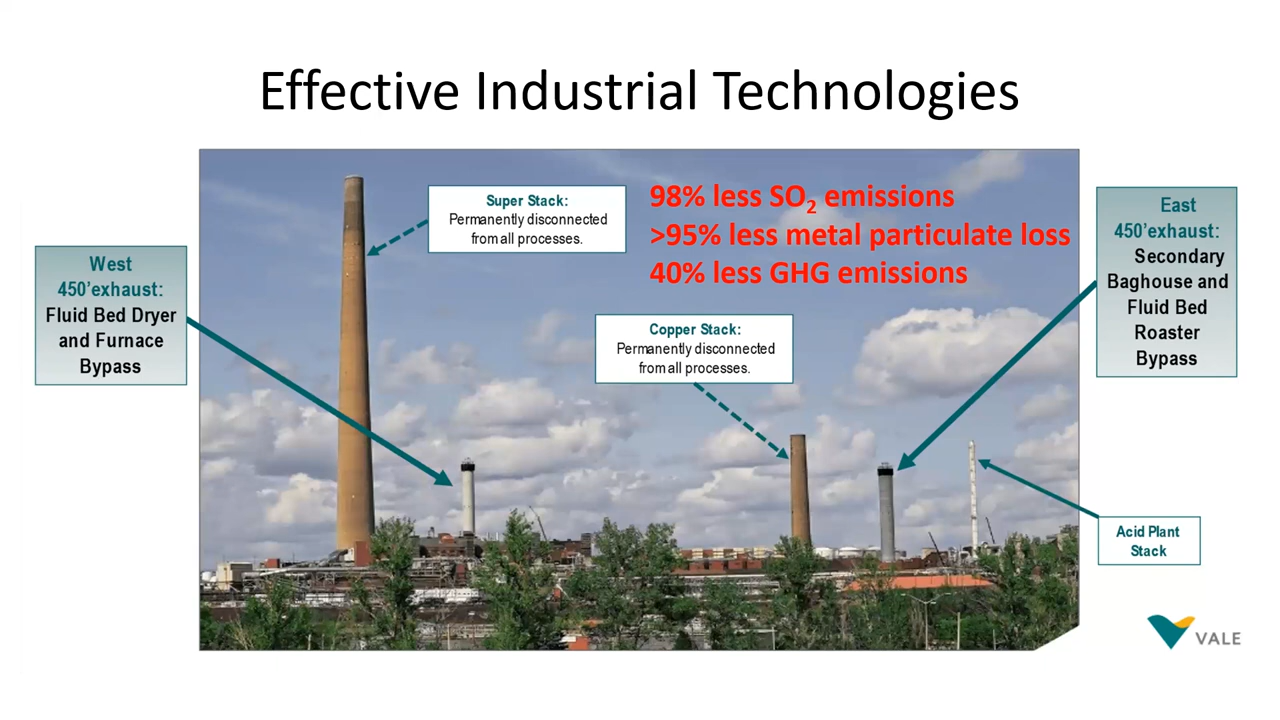 Effective Industrial Technologies
Super Stack:
Permanently disconnected
from all processes.
98% less SO₂ emissions
>95% less metal particulate loss
40% less GHG emissions
East
450'exhaust:
Secondary
Baghouse and
Fluid Bed
Roaster
Bypass
West
450'exhaust:
Fluid Bed Dryer
and Furnace
Bypass
Copper Stack:
Permanently disconnected
from all processes.
Acid Plant
Stack
VALE